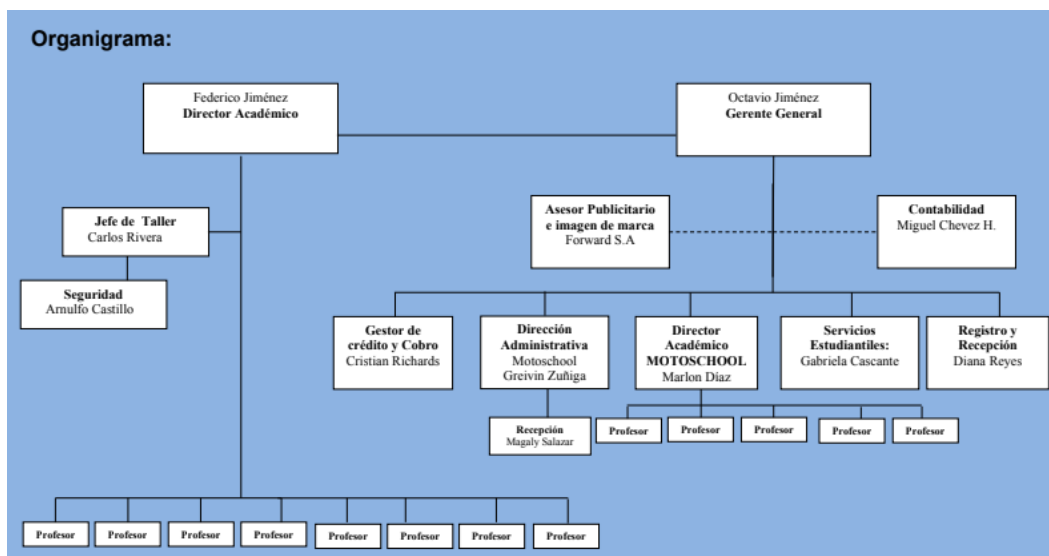 Organigrama:
Federico Jiménez
Director Académico
Octavio Jiménez
Gerente General
Jefe de Taller
Carlos Rivera
Asesor Publicitario
e imagen de marca
Forward S.A
Contabilidad
Miguel Chevez H.
Seguridad
Arnulfo Castillo
Gestor de
crédito y Cobro
Cristian Richards
Dirección
Administrativa
Motoschool
Greivin Zuñiga
Director
Académico
MOTOSCHOOL
Marlon Díaz
Servicios
Estudiantiles:
Gabriela Cascante
Registro y
Recepción
Diana Reyes
Recepción
Magaly Salazar
Profesor
Profesor
Profesor
Profesor
Profesor
Profesor
Profesor
Profesor
Profesor
Profesor
Profesor
Profesor
Profesor